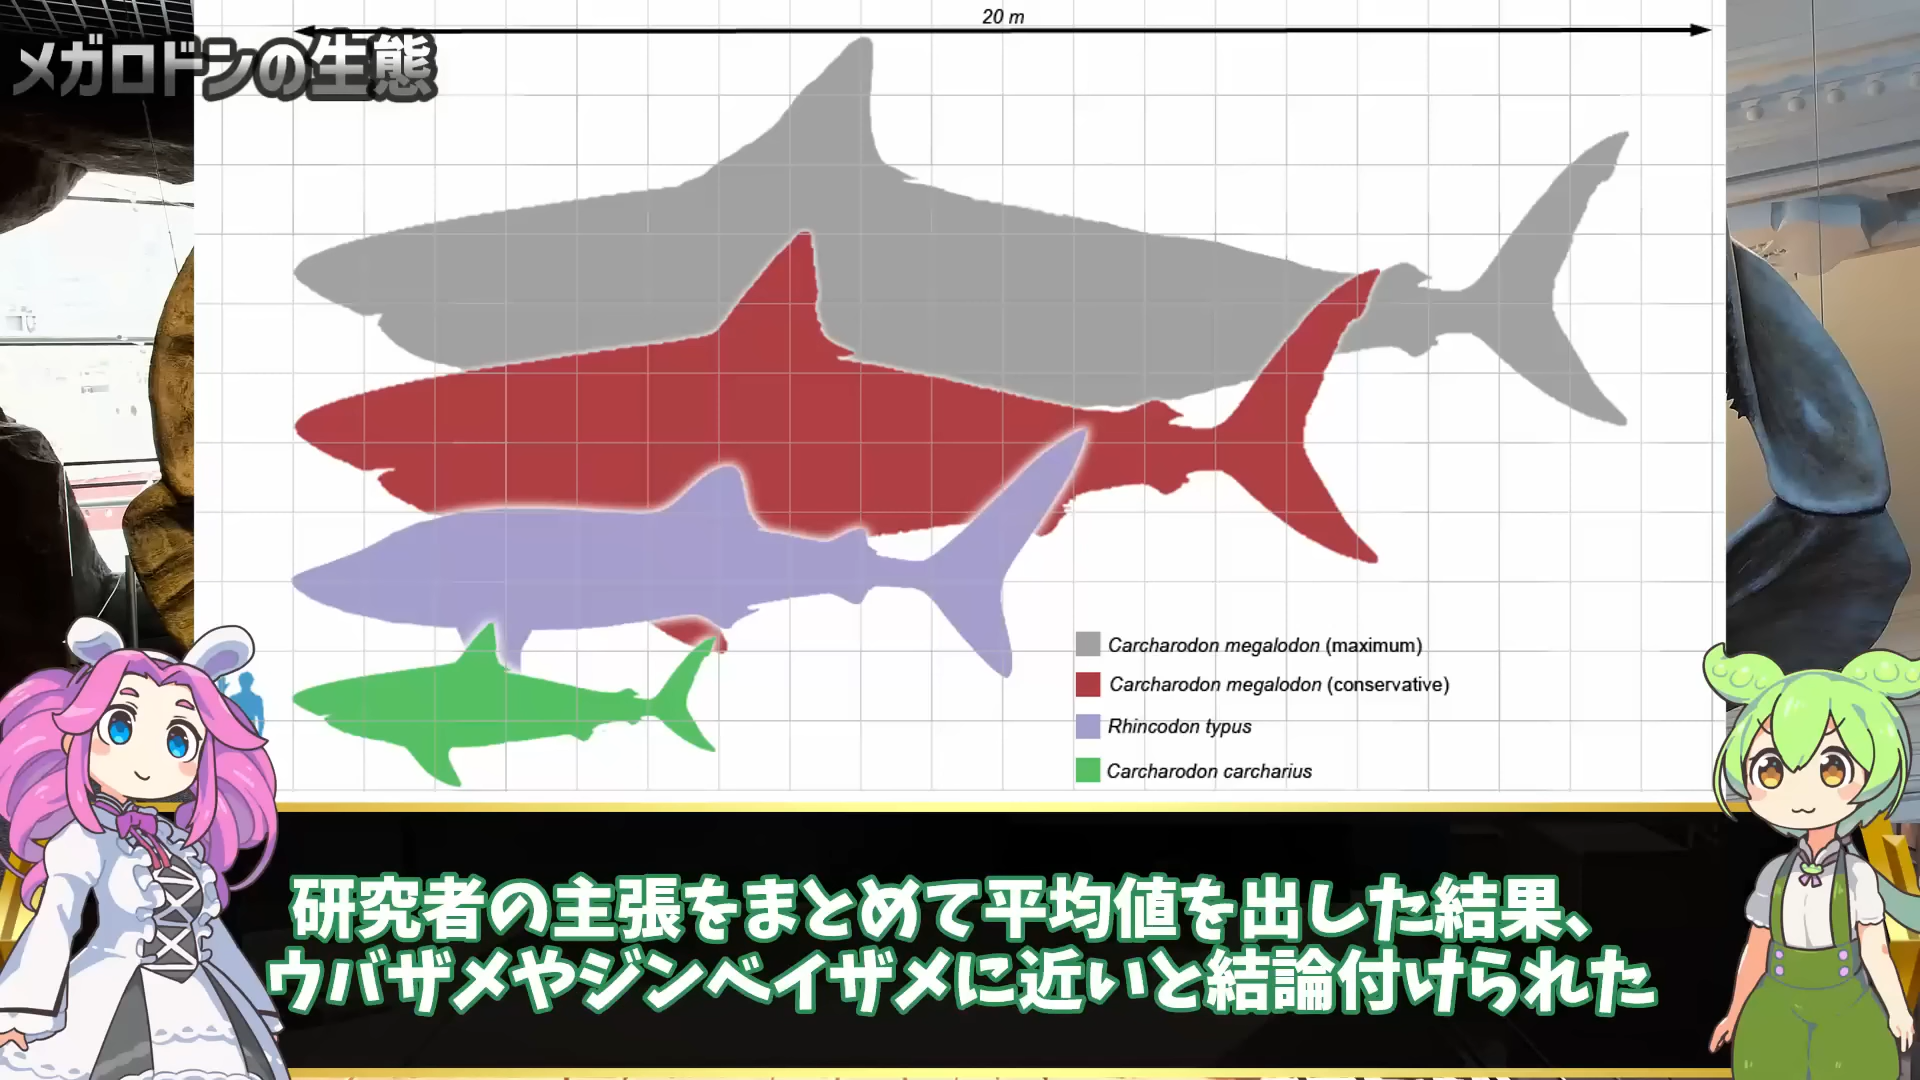 20 m
メガロドンの生態
Carcharodon megalodon (maximum)
Carcharodon megalodon (conservative)
Rhincodon typus
Carcharodon carcharius
研究者の主張をまとめて平均値を出した結果、
ウバザメやジンベイザメに近いと結論付けられた